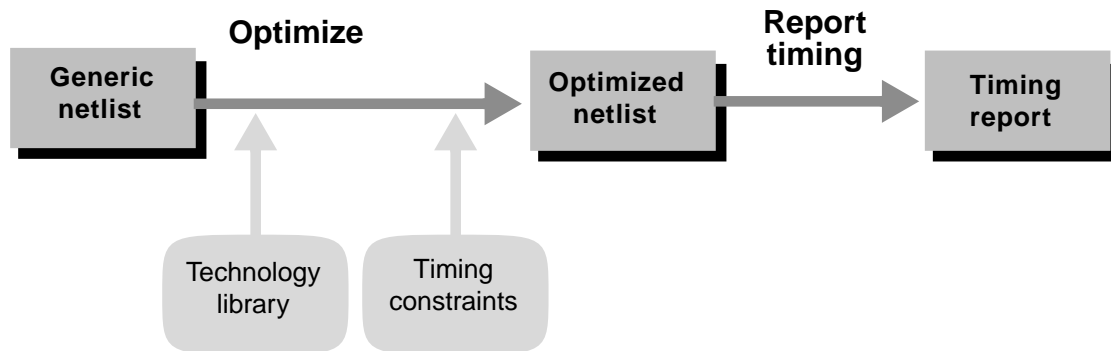 Optimize
Report
timing
Generic
netlist
Optimized
netlist
Timing
report
Technology
library
Timing
constraints